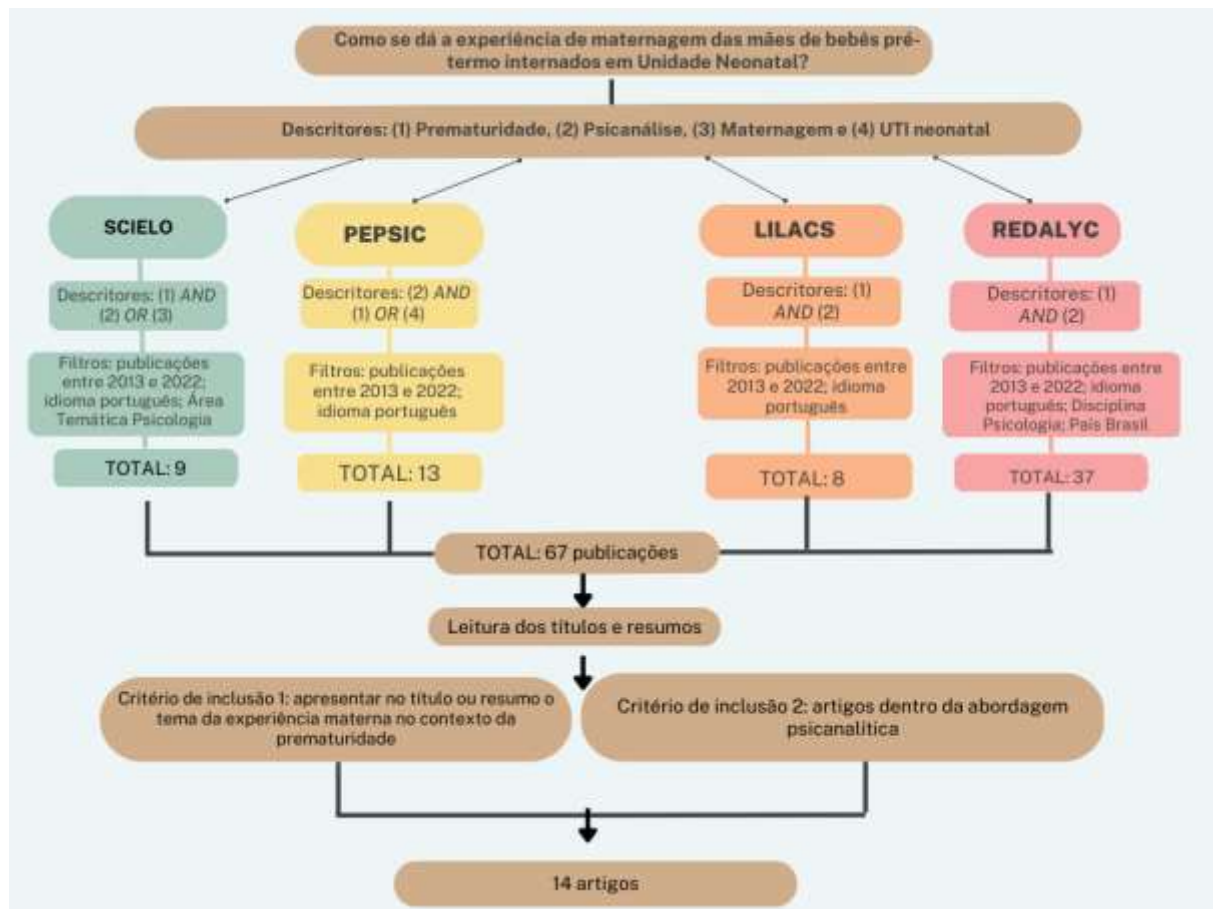 Como se dá a experiência de maternagem das mães de bebês pré-
termo internados em Unidade Neonatal?
Descritores: (1) Prematuridade, (2) Psicanálise, (3) Maternagem e (4) UTI neonatal
SCIELO
Descritores: (1) AND
(2) OR (3)
Filtros: publicações
entre 2013 e 2022;
idioma português; Área
Temática Psicologia
TOTAL: 9
PEPSIC
Descritores: (2) AND
(1) OR (4)
Filtros: publicações
entre 2013 e 2022;
idioma português
TOTAL: 13
LILACS
Descritores: (1)
AND (2)
Filtros: publicações entre
2013 e 2022; idioma
português
TOTAL: 8
REDALYC
Descritores: (1)
AND (2)
Filtros: publicações entre
2013 e 2022; idioma
português; Disciplina
Psicologia; País Brasil
TOTAL: 37
TOTAL: 67 publicações
Leitura dos títulos e resumos
Critério de inclusão 1: apresentar no título ou resumo o
tema da experiência materna no contexto da
prematuridade
Critério de inclusão 2: artigos dentro da abordagem
psicanalítica
14 artigos